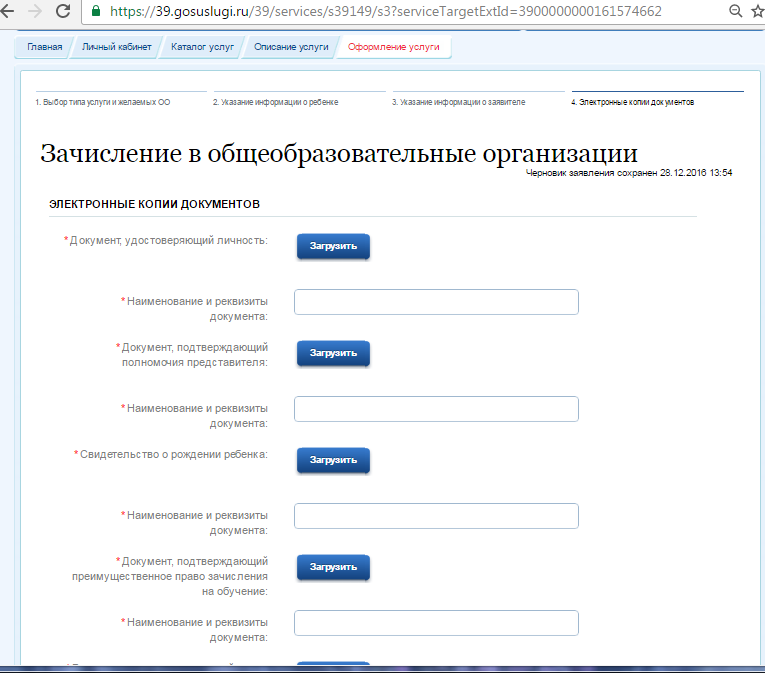 https://39.gosuslugi.ru/39/services/s39149/s3?serviceTargetExtId=3900000000161574662
Главная Личный кабинет Каталог услуг Описание услуги Оформление услуги
1. Выбор типа услуги и желаемых ОО 2. Указание информации о ребенке 3. Указание информации о заявителе 4. Электронные копии документов
Зачисление в общеобразовательные организации
Черновик заявления сохранен 28.12.2016 13:54
ЭЛЕКТРОННЫЕ КОПИИ ДОКУМЕНТОВ
*Документ, удостоверяющий личность: Загрузить
*Наименование и реквизиты
документа:
*Документ, подтверждающий
полномочия представителя: Загрузить
*Наименование и реквизиты
документа:
*Свидетельство о рождении ребенка: Загрузить
*Наименование и реквизиты
документа:
*Документ, подтверждающий
преимущественное право зачисления
на обучение: Загрузить
*Наименование и реквизиты
документа: